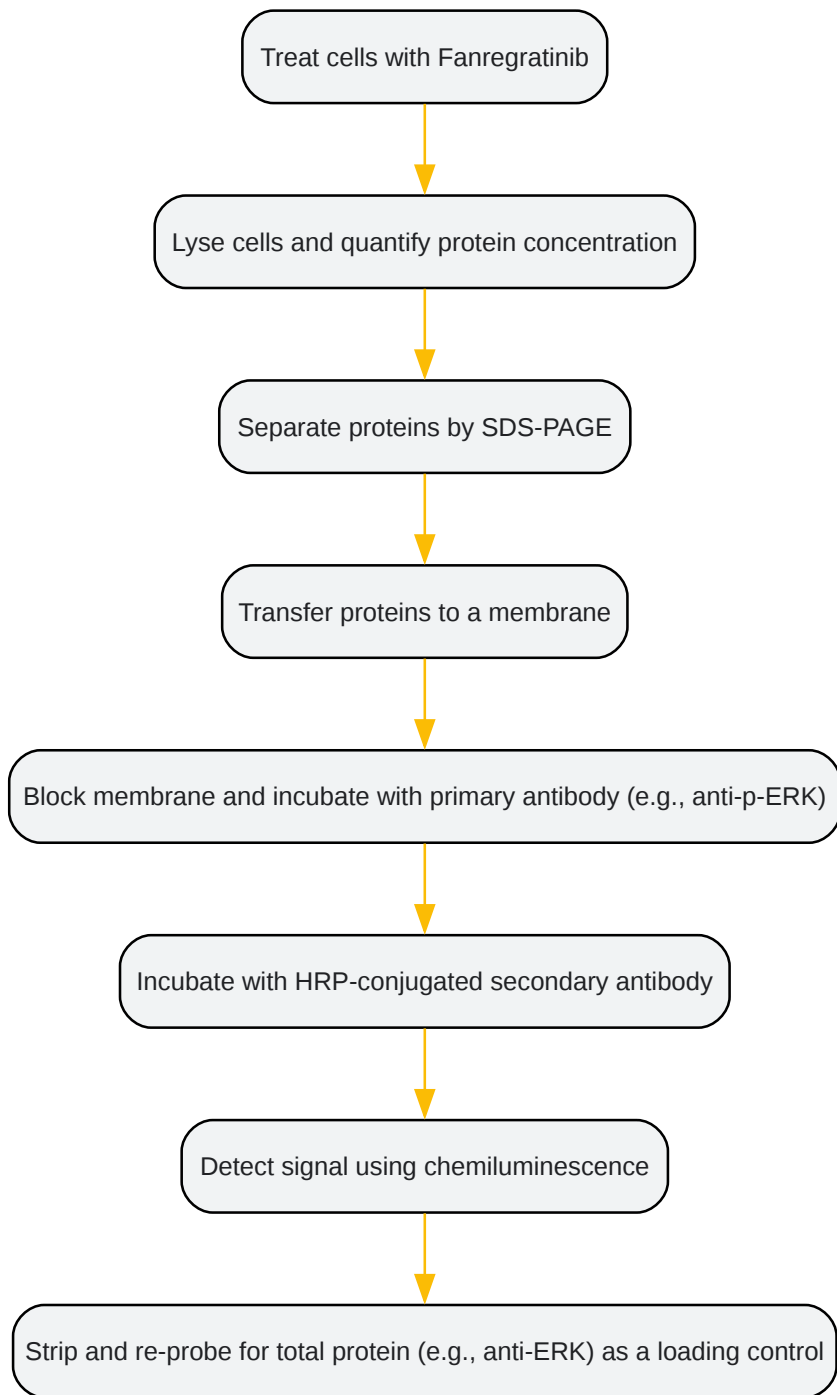 Treat cells with Fanregratinib
Lyse cells and quantify protein concentration
Separate proteins by SDS-PAGE
Transfer proteins to a membrane
Block membrane and incubate with primary antibody (e.g., anti-p-ERK)
Incubate with HRP-conjugated secondary antibody
Detect signal using chemiluminescence
Strip and re-probe for total protein (e.g., anti-ERK) as a loading control